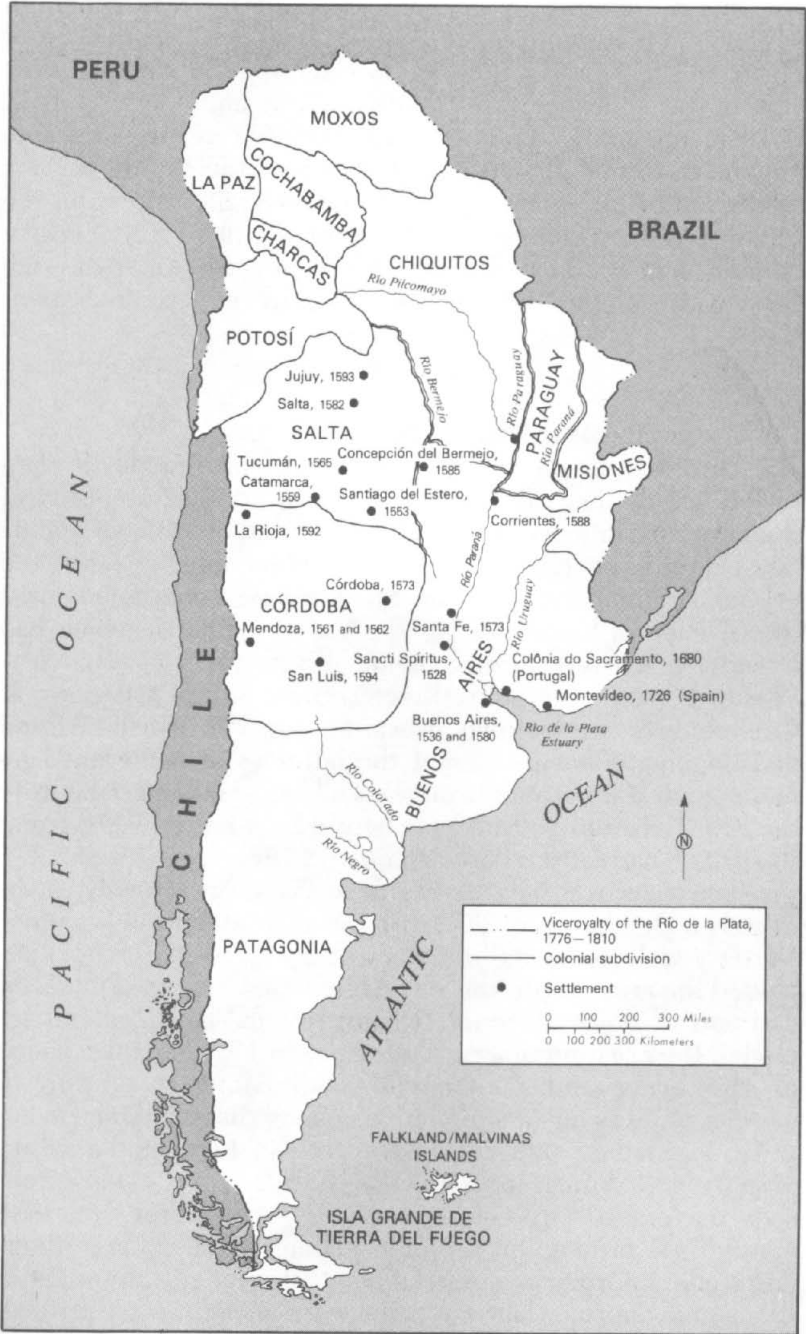 PERU
MOXOS
LA PAZ
COCHABAMBA
CHARCAS
BRAZIL
CHIQUITOS
Río Pilcomayo
POTOSÍ
Jujuy, 1593
Salta, 1582
SALTA
Río Bermejo
Río Paraguay
PARAGUAY
Río Paraná
MISIONES
Tucumán, 1565
Concepción del Bermejo,
1585
Catamarca,
1559
Santiago del Estero,
1553
Corrientes, 1588
La Rioja, 1592
Río Paraná
Río Uruguay
Córdoba, 1573
CÓRDOBA
Mendoza, 1561 and 1562
Santa Fe, 1573
Sancti Spíritus,
1528
San Luis, 1594
Colônia do Sacramento, 1680
(Portugal)
Montevideo, 1726 (Spain)
Buenos Aires,
1536 and 1580
Río de la Plata
Estuary
BUENOS AIRES
Río Colorado
Río Negro
PACIFIC OCEAN
CHILE
ATLANTIC OCEAN
N
PATAGONIA
Viceroyalty of the Río de la Plata,
1776–1810
Colonial subdivision
Settlement
0 100 200 300 Miles
0 100 200 300 Kilometers
FALKLAND/MALVINAS
ISLANDS
ISLA GRANDE DE
TIERRA DEL FUEGO